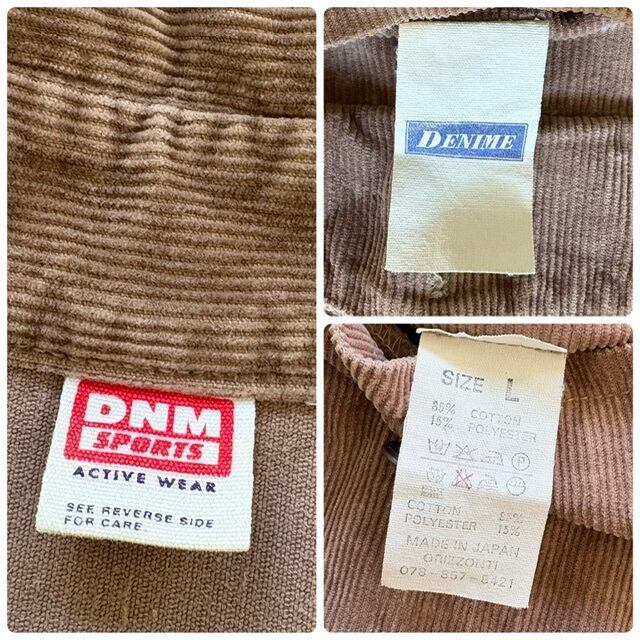 DNM
SPORTS
ACTIVE WEAR
SEE REVERSE SIDE
FOR CARE
DENIME
SIZE L
85% COTTON
15% POLYESTER
COTTON 85%
POLYESTER 15%
MADE IN JAPAN
ORIZZONTI
078-857-8421